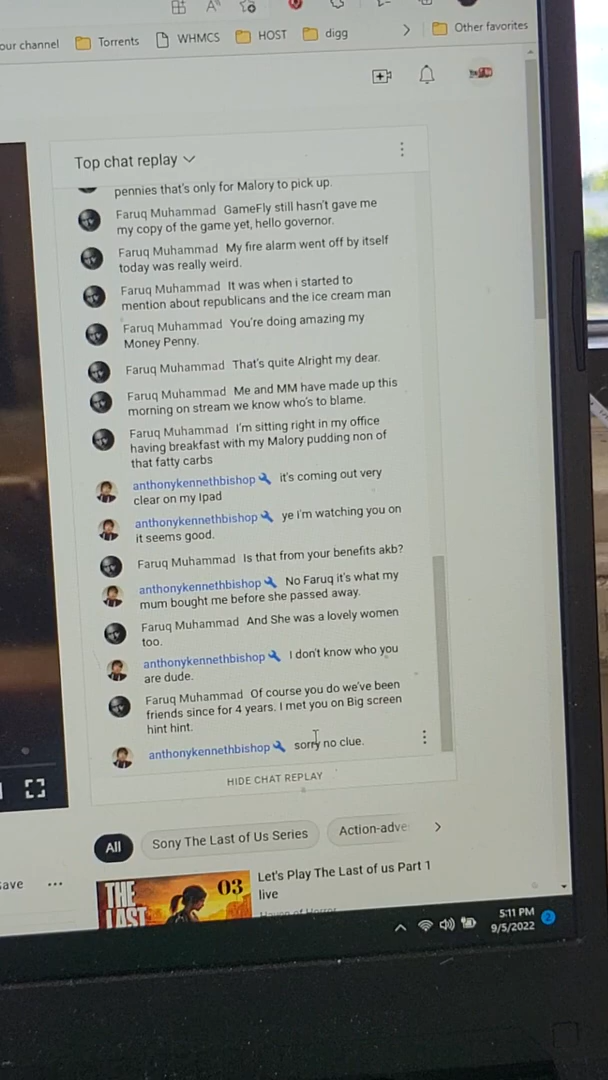 our channel Torrents WHMCS HOST digg Other favorites
Top chat replay
pennies that's only for Malory to pick up.
Faruq Muhammad GameFly still hasn't gave me
my copy of the game yet, hello governor.
Faruq Muhammad My fire alarm went off by itself
today was really weird.
Faruq Muhammad It was when i started to
mention about republicans and the ice cream man
Faruq Muhammad You're doing amazing my
Money Penny.
Faruq Muhammad That's quite Alright my dear.
Faruq Muhammad Me and MM have made up this
morning on stream we know who's to blame.
Faruq Muhammad I'm sitting right in my office
having breakfast with my Malory pudding non of
that fatty carbs
anthonykennethbishop it's coming out very
clear on my Ipad
anthonykennethbishop ye I'm watching you on
it seems good.
Faruq Muhammad Is that from your benefits akb?
anthonykennethbishop No Faruq it's what my
mum bought me before she passed away.
Faruq Muhammad And She was a lovely women
too.
anthonykennethbishop I don't know who you
are dude.
Faruq Muhammad Of course you do we've been
friends since for 4 years. I met you on Big screen
hint hint.
anthonykennethbishop sorry no clue.
HIDE CHAT REPLAY
All Sony The Last of Us Series Action-adve
ave
THE
LAST
03
Let's Play The Last of us Part 1
live
5:11 PM
9/5/2022
2